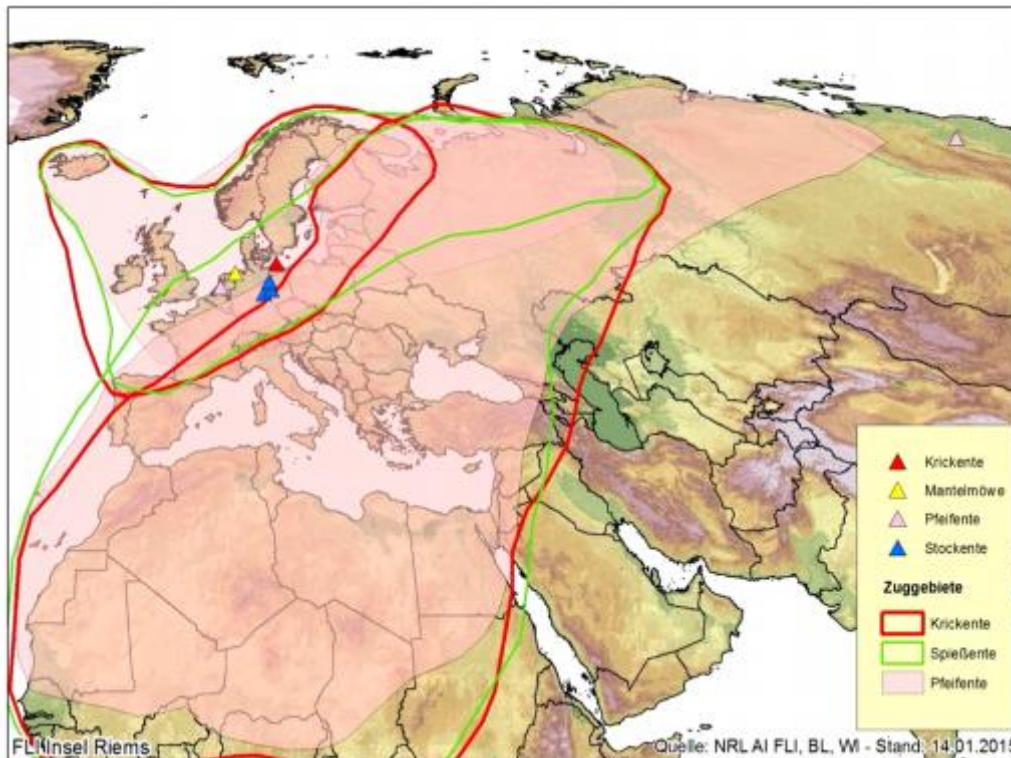 Krickente
Mantelmöwe
Pfeifente
Stockente
Zuggebiete
Krickente
Spießente
Pfeifente
FLI Insel Riems
Quelle: NRL AI FLI, BL, WI - Stand: 14.01.2015